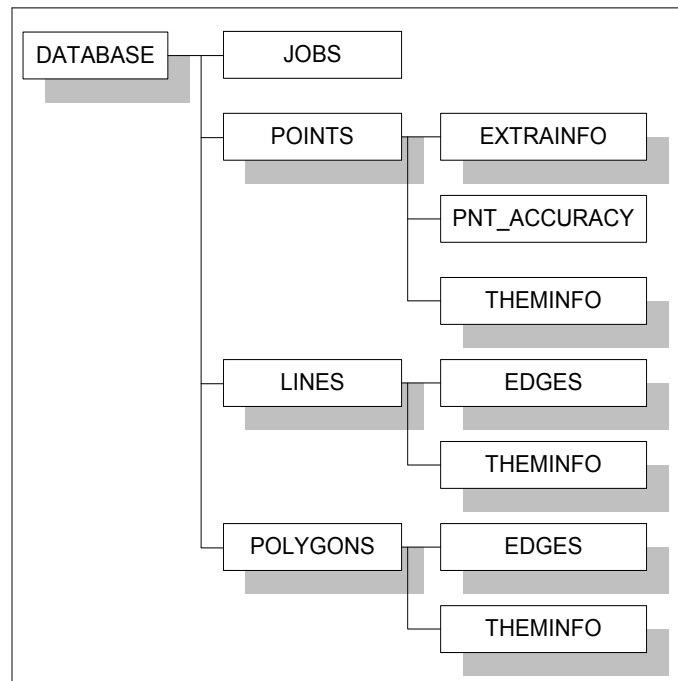 DATABASE
JOBS
POINTS
EXTRAINFO
PNT_ACCURACY
THEMINFO
LINES
EDGES
THEMINFO
POLYGONS
EDGES
THEMINFO